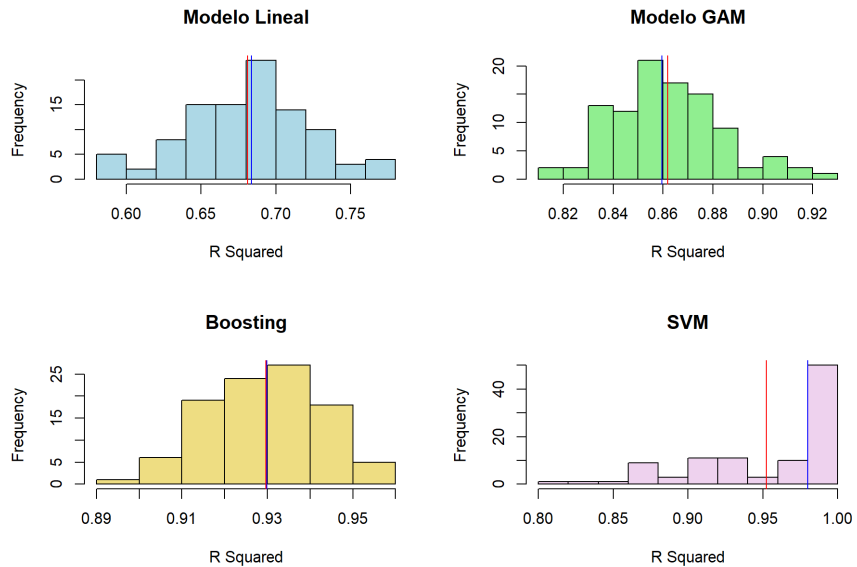 Modelo Lineal
Frequency
15
5
0
0.60 0.65 0.70 0.75
R Squared
Modelo GAM
Frequency
20
10
5
0
0.82 0.84 0.86 0.88 0.90 0.92
R Squared
Boosting
Frequency
25
15
5
0
0.89 0.91 0.93 0.95
R Squared
SVM
Frequency
40
20
0
0.80 0.85 0.90 0.95 1.00
R Squared